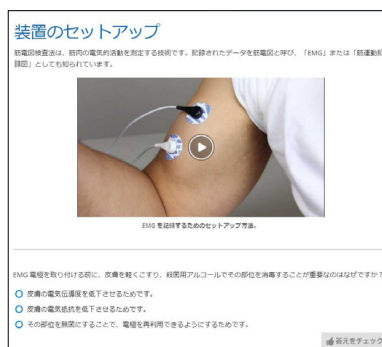 装置のセットアップ
筋電図検査法は、筋肉の電気的活動を測定する技術です。記録されたデータを筋電図と呼び、「EMG」または「筋運動記
録図」としても知られています。
EMG を記録するためのセットアップ方法。
EMG 電極を取り付ける前に、皮膚を軽くこすり、殺菌用アルコールでその部位を消毒することが重要なのはなぜですか?
皮膚の電気伝導度を低下させるためです。
皮膚の電気抵抗を低下させるためです。
その部位を無菌にすることで、電極を再利用できるようにするためです。
答えをチェック